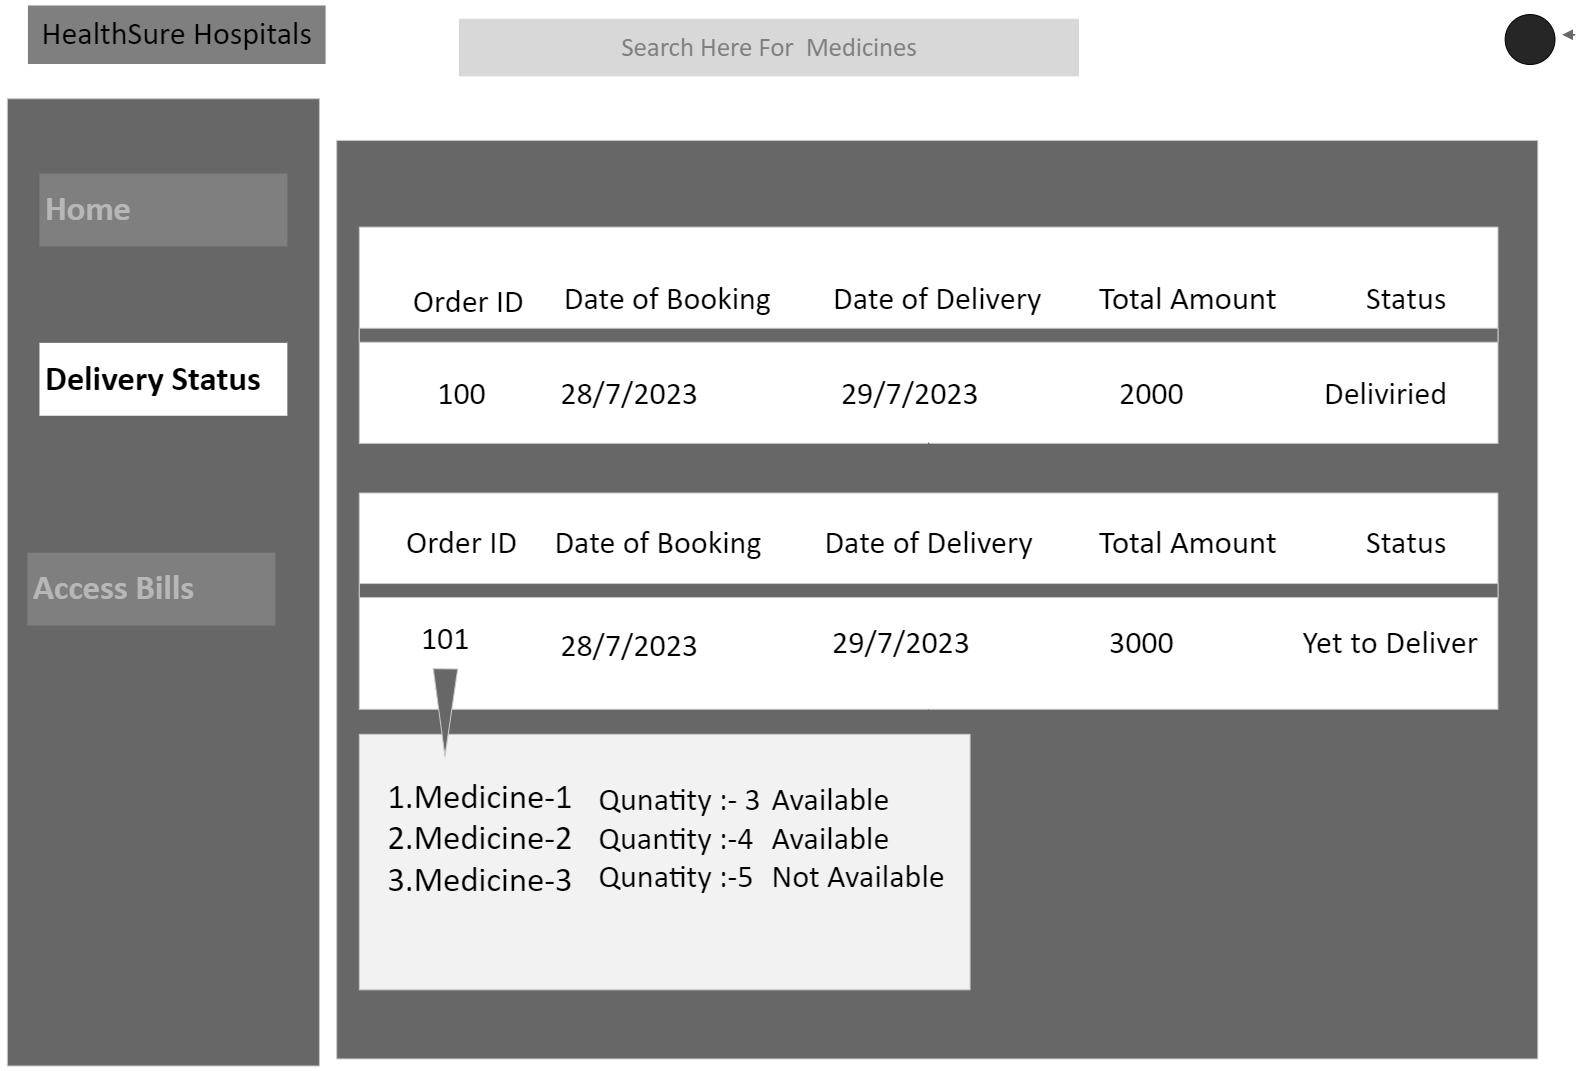 HealthSure Hospitals
Search Here For  Medicines
Home
Delivery Status
Access Bills
Order ID Date of Booking Date of Delivery Total Amount Status
100 28/7/2023 29/7/2023 2000 Deliviried
Order ID Date of Booking Date of Delivery Total Amount Status
101 28/7/2023 29/7/2023 3000 Yet to Deliver
1.Medicine-1 Qunatity :- 3 Available
2.Medicine-2 Quantity :-4 Available
3.Medicine-3 Qunatity :-5 Not Available